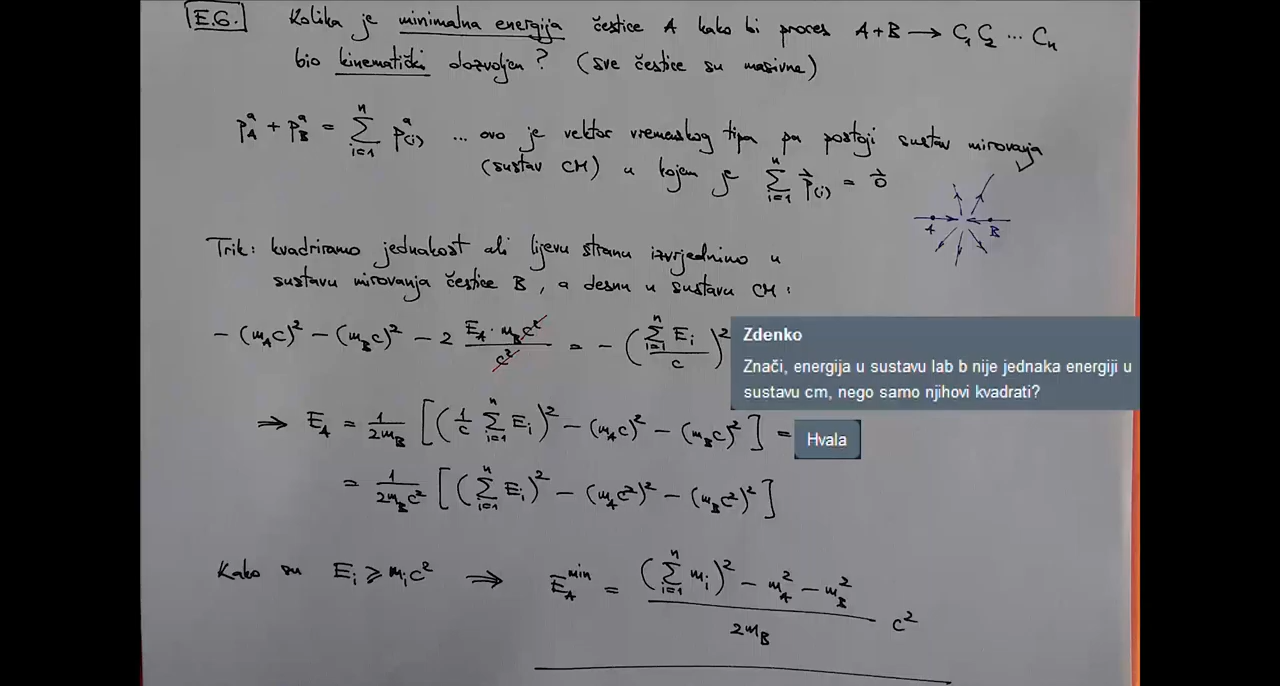 E.6. Kolika je minimalna energija čestice A kako bi proces A+B → C₁ C₂ ... Cₙ
bio kinematički dozvoljen? (sve čestice su masivne)
p_A^a + p_B^a = Σ_{i=1}^n p_(i)^a ... ovo je vektor vremenskog tipa pa postoji sustav mirovanja
(sustav CM) u kojem je Σ_{i=1}^n p⃗_(i) = 0⃗
A B
Trik: kvadriramo jednakost ali lijevu stranu izvrjednimo u
sustavu mirovanja čestice B, a desnu u sustavu CM:
- (m_A c)² - (m_B c)² - 2 E_A · m_B c² / c² = - (Σ_{i=1}^n E_i / c)²
Zdenko
Znači, energija u sustavu lab b nije jednaka energiji u
sustavu cm, nego samo njihovi kvadrati?
⇒ E_A = 1/2m_B [(1/c Σ_{i=1}^n E_i)² - (m_A c)² - (m_B c)²] =
Hvala
= 1/2m_B c² [(Σ_{i=1}^n E_i)² - (m_A c²)² - (m_B c²)²]
Kako su E_i ⩾ m_i c² ⇒ E_A^min = (Σ_{i=1}^n m_i)² - m_A² - m_B² / 2m_B c²